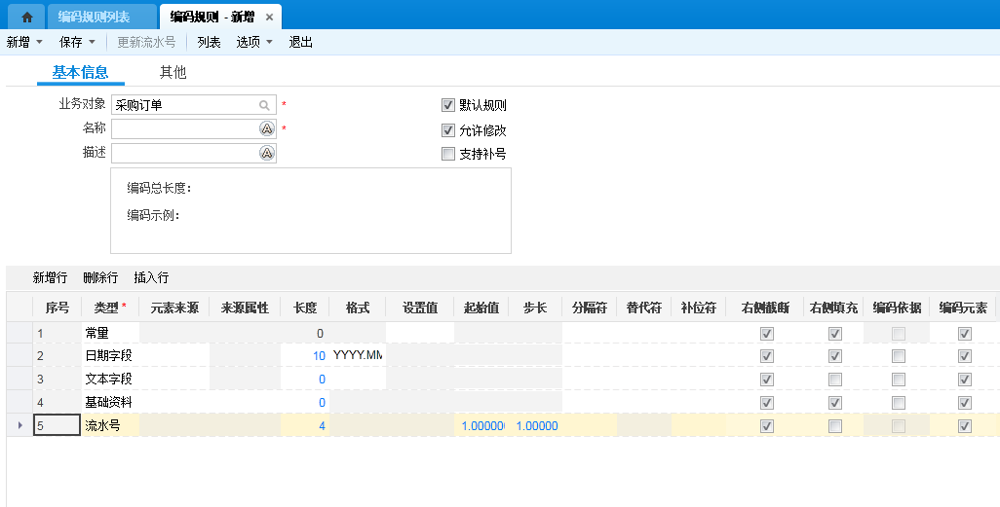 编码规则列表 编码规则 - 新增 ×
新增 保存 更新流水号 列表 选项 退出
基本信息 其他
业务对象 采购订单 * 默认规则
名称 * 允许修改
描述 支持补号
编码总长度:
编码示例:
新增行 删除行 插入行
序号 类型* 元素来源 来源属性 长度 格式 设置值 起始值 步长 分隔符 替代符 补位符 右侧截断 右侧填充 编码依据 编码元素
1 常量 0
2 日期字段 10 YYYY.MM
3 文本字段 0
4 基础资料 0
5 流水号 4 1.00000 1.00000